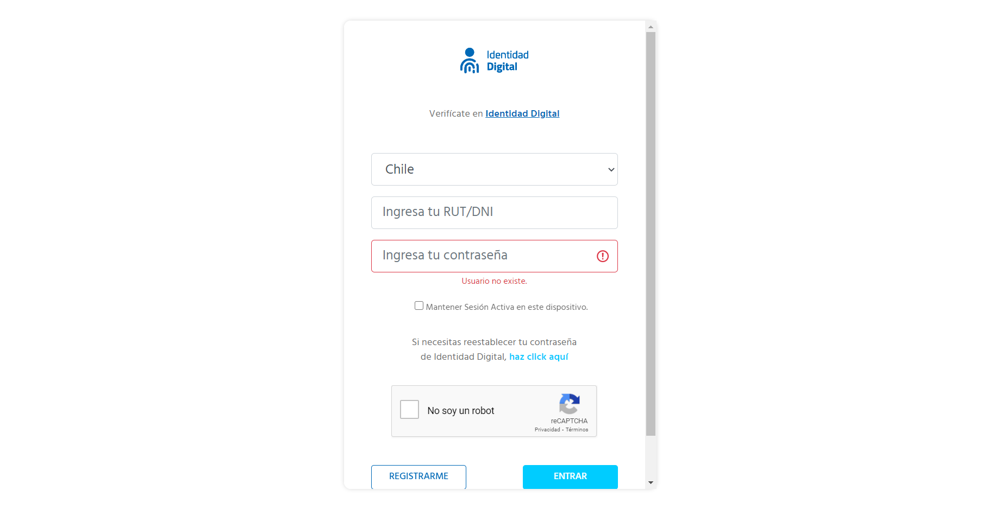 Identidad
Digital
Verifícate en Identidad Digital
Chile
Ingresa tu RUT/DNI
Ingresa tu contraseña
Usuario no existe.
Mantener Sesión Activa en este dispositivo.
Si necesitas reestablecer tu contraseña
de Identidad Digital, haz click aquí
No soy un robot
reCAPTCHA
Privacidad - Términos
REGISTRARME
ENTRAR